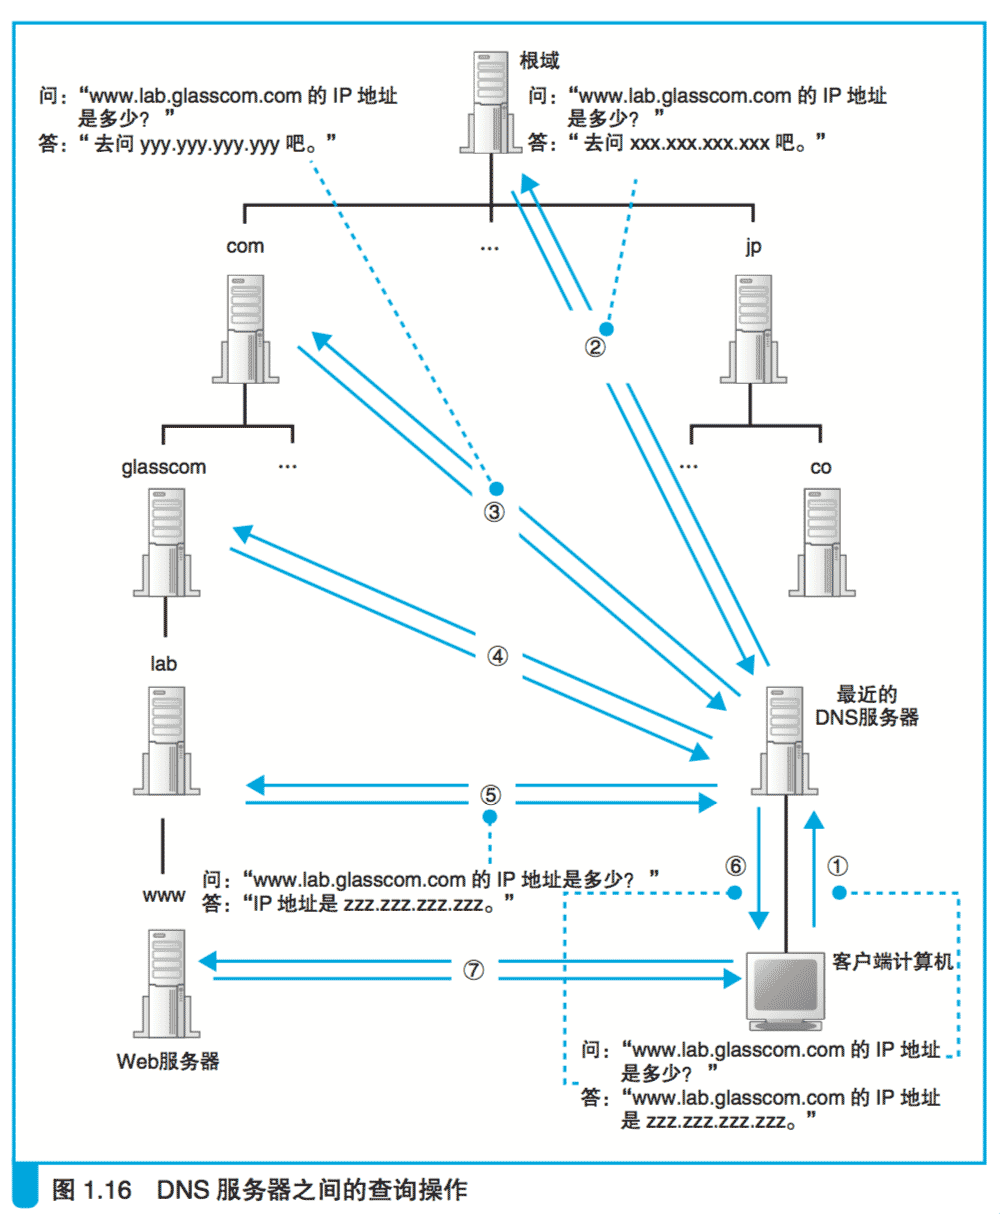 根域
问：“www.lab.glasscom.com 的 IP 地址
是多少？ ”
答：“ 去问 yyy.yyy.yyy.yyy 吧。”
问：“www.lab.glasscom.com 的 IP 地址
是多少？ ”
答：“ 去问 xxx.xxx.xxx.xxx 吧。”
com
...
jp
②
glasscom
...
...
co
③
④
lab
最近的
DNS服务器
⑤
⑥
①
www
问：“www.lab.glasscom.com 的 IP 地址是多少？ ”
答：“IP 地址是 zzz.zzz.zzz.zzz。”
⑦
客户端计算机
Web服务器
问：“www.lab.glasscom.com 的 IP 地址
是多少？ ”
答：“www.lab.glasscom.com 的 IP 地址
是 zzz.zzz.zzz.zzz。”
图 1.16 DNS 服务器之间的查询操作